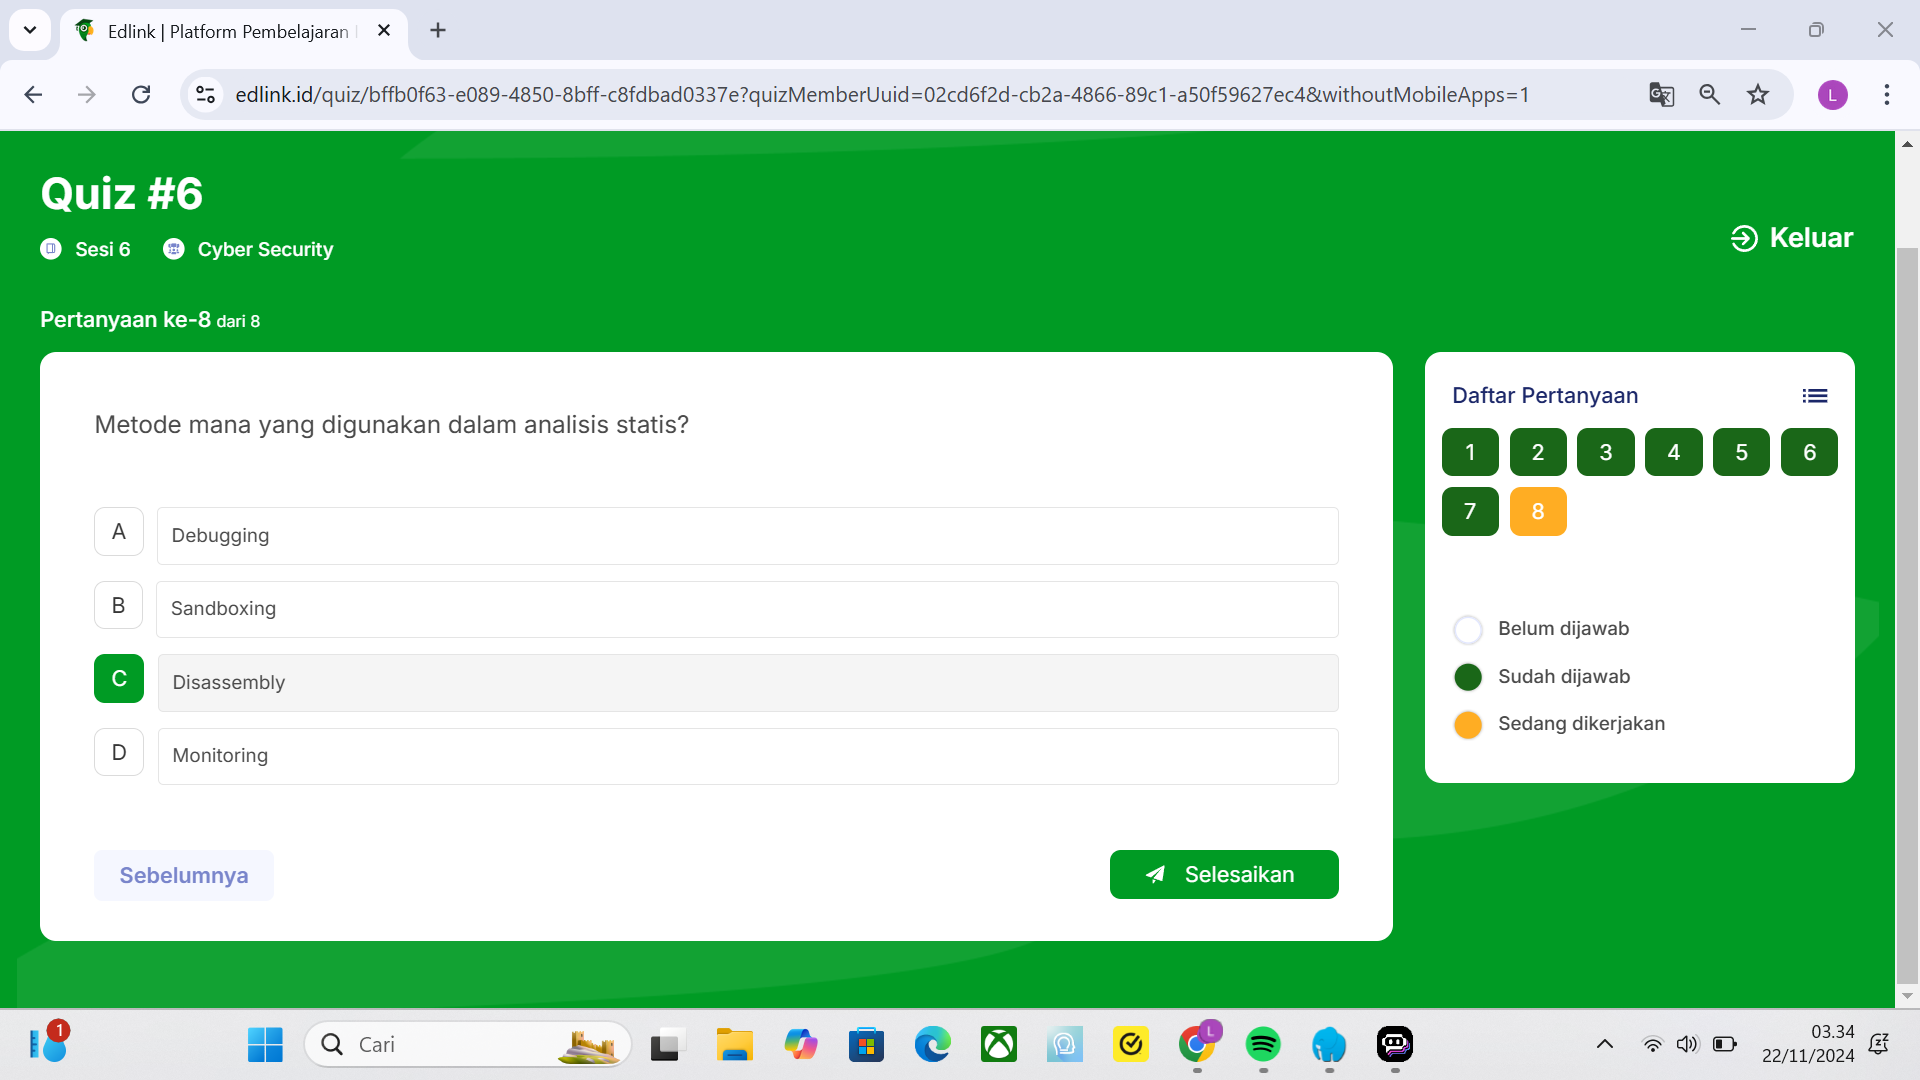 Edlink | Platform Pembelajaran
edlink.id/quiz/bffb0f63-e089-4850-8bff-c8fdbad0337e?quizMemberUuid=02cd6f2d-cb2a-4866-89c1-a50f59627ec4&withoutMobileApps=1
L
Quiz #6
Sesi 6
Cyber Security
Keluar
Pertanyaan ke-8 dari 8
Metode mana yang digunakan dalam analisis statis?
A
Debugging
B
Sandboxing
C
Disassembly
D
Monitoring
Sebelumnya
Selesaikan
Daftar Pertanyaan
1 2 3 4 5 6
7 8
Belum dijawab
Sudah dijawab
Sedang dikerjakan
1
Cari
L
03.34
22/11/2024